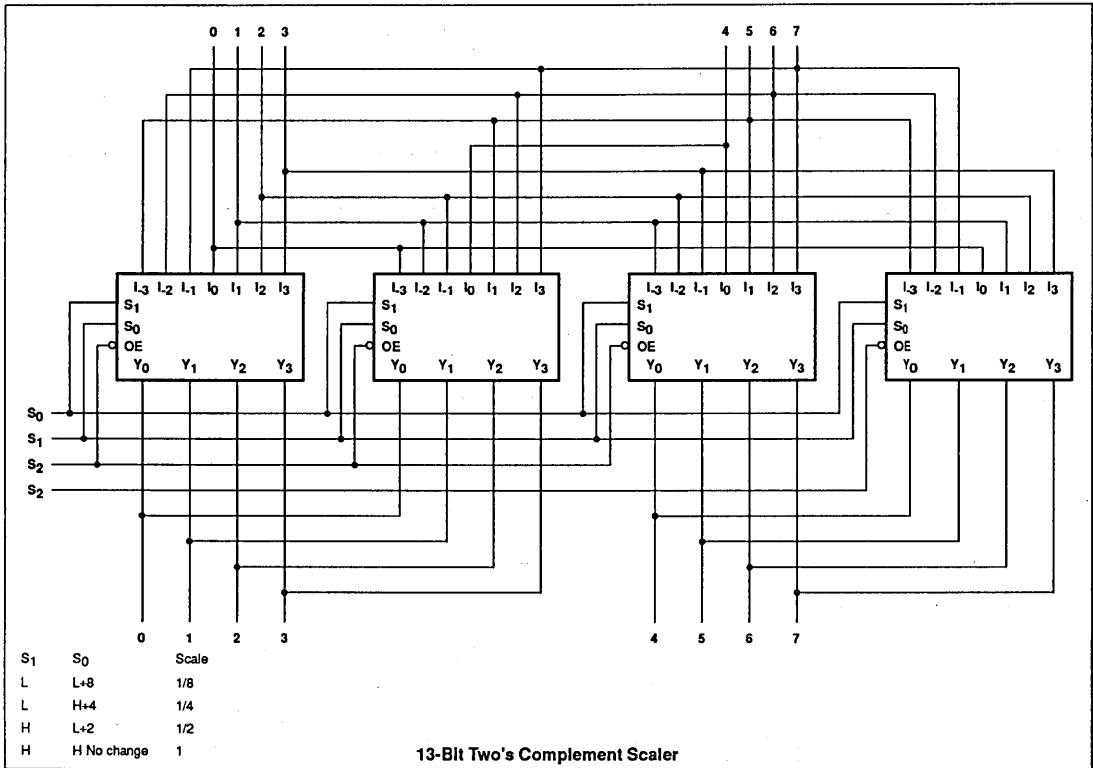 0 1 2 3 4 5 6 7
I-3 I-2 I-1 I0 I1 I2 I3 I-3 I-2 I-1 I0 I1 I2 I3 I-3 I-2 I-1 I0 I1 I2 I3 I-3 I-2 I-1 I0 I1 I2 I3
S1 S1 S1 S1
S0 S0 S0 S0
OE OE OE OE
Y0 Y1 Y2 Y3 Y0 Y1 Y2 Y3 Y0 Y1 Y2 Y3 Y0 Y1 Y2 Y3
S0
S1
S2
S2
0 1 2 3 4 5 6 7
S1 S0 Scale
L L+8 1/8
L H+4 1/4
H L+2 1/2
H H No change 1
13-Bit Two's Complement Scaler